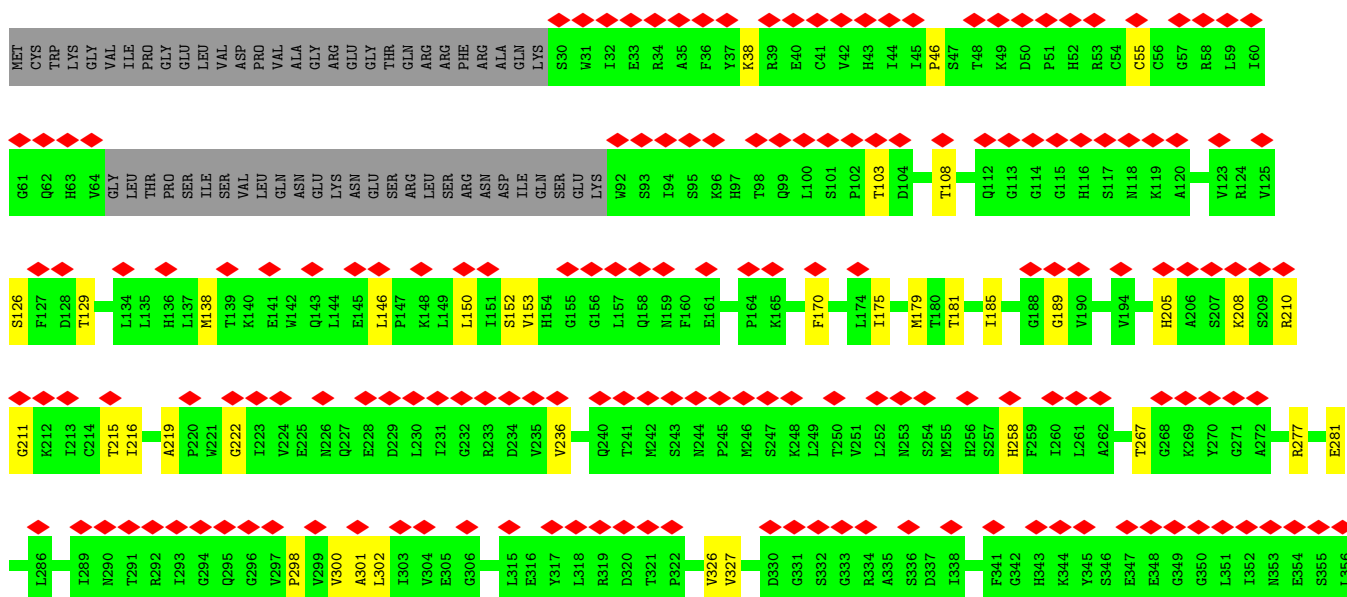 MET CYS TRP LYS GLY VAL ILE PRO GLY GLU LEU VAL ASP PRO VAL ALA GLY ARG GLU GLY THR GLN ARG ARG PHE ARG ALA GLN LYS S30 W31 I32 E33 R34 A35 F36 Y37 K38 R39 E40 C41 V42 H43 I44 I45 P46 S47 T48 K49 D50 P51 H52 R53 C54 C55 C56 G57 R58 L59 I60
G61 Q62 H63 V64 GLY LEU THR PRO SER ILE SER VAL LEU GLN ASN GLU LYS ASN GLU SER ARG LEU SER ARG ASN ASP ILE GLN SER GLU LYS W92 S93 I94 S95 K96 H97 T98 Q99 L100 S101 P102 T103 D104 T108 Q112 G113 G114 G115 H116 S117 N118 K119 A120 V123 R124 V125
S126 F127 D128 T129 L134 L135 H136 L137 M138 T139 K140 E141 W142 Q143 L144 E145 L146 P147 K148 L149 L150 I151 S152 V153 H154 G155 G156 L157 Q158 N159 F160 E161 P164 K165 F170 L174 I175 M179 T180 T181 I185 G188 G189 V190 V194 H205 A206 S207 K208 S209 R210
G211 K212 I213 C214 T215 I216 A219 P220 W221 G222 I223 V224 E225 N226 Q227 E228 D229 L230 I231 G232 R233 D234 V235 V236 Q240 T241 M242 S243 N244 P245 M246 S247 K248 L249 T250 V251 L252 N253 S254 M255 H256 S257 H258 F259 I260 L261 A262 T267 G268 K269 Y270 G271 A272 R277 E281
L286 I289 N290 T291 R292 I293 G294 Q295 G296 V297 P298 V299 V300 A301 L302 I303 V304 E305 G306 L315 E316 Y317 L318 R319 D320 T321 P322 V326 V327 D330 G331 S332 G333 R334 A335 S336 D337 I338 F341 G342 H343 K344 Y345 S346 E347 E348 G349 G350 L351 I352 N353 E354 S355 L356